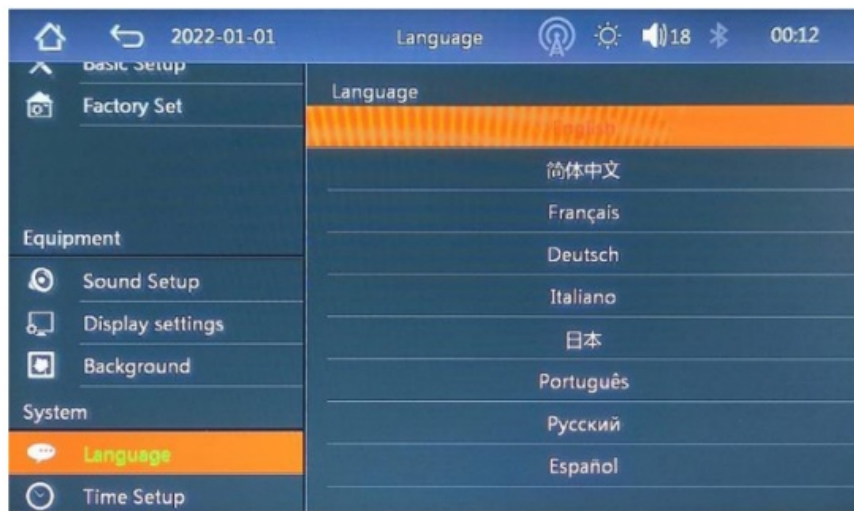 2022-01-01 Language 18 00:12
Basic Setup
Factory Set
Equipment
Sound Setup
Display settings
Background
System
Language
Time Setup
Language
English
简体中文
Français
Deutsch
Italiano
日本
Português
Русский
Español